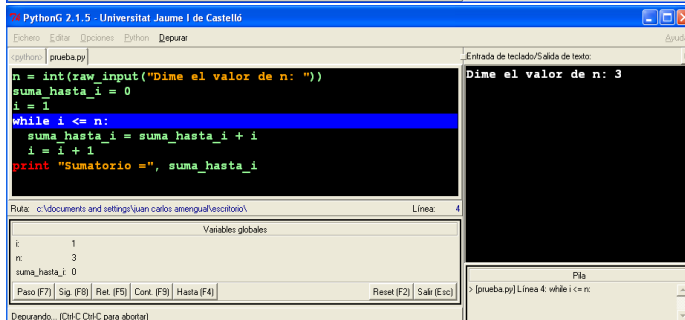 PythonG 2.1.5 - Universitat Jaume I de Castelló
Fichero Editar Opciones Python Depurar Ayuda
<pythong> prueba.py
n = int(raw_input("Dime el valor de n: "))
suma_hasta_i = 0
i = 1
while i <= n:
suma_hasta_i = suma_hasta_i + i
i = i + 1
print "Sumatorio =", suma_hasta_i
Ruta: c:\documents and settings\juan carlos amengual\escritorio\ Línea: 4
Variables globales
i: 1
n: 3
suma_hasta_i: 0
Paso (F7) Sig. (F8) Ret. (F5) Cont. (F9) Hasta (F4) Reset (F2) Salir (Esc)
Depurando... (Ctrl-C Ctrl-C para abortar)
Entrada de teclado/Salida de texto:
Dime el valor de n: 3
Pila
> [prueba.py] Línea 4: while i <= n: